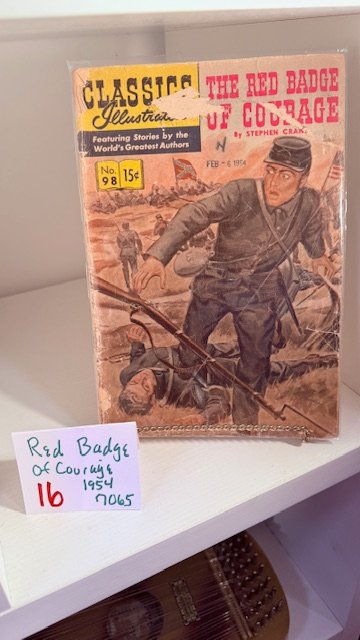 CLASSICS
Illustrated
Featuring Stories by the
World's Greatest Authors
No.
98
15¢
THE RED BADGE
OF COURAGE
By STEPHEN CRANE
FEB -6 1954
Red Badge
Of Courage
16
1954
7065